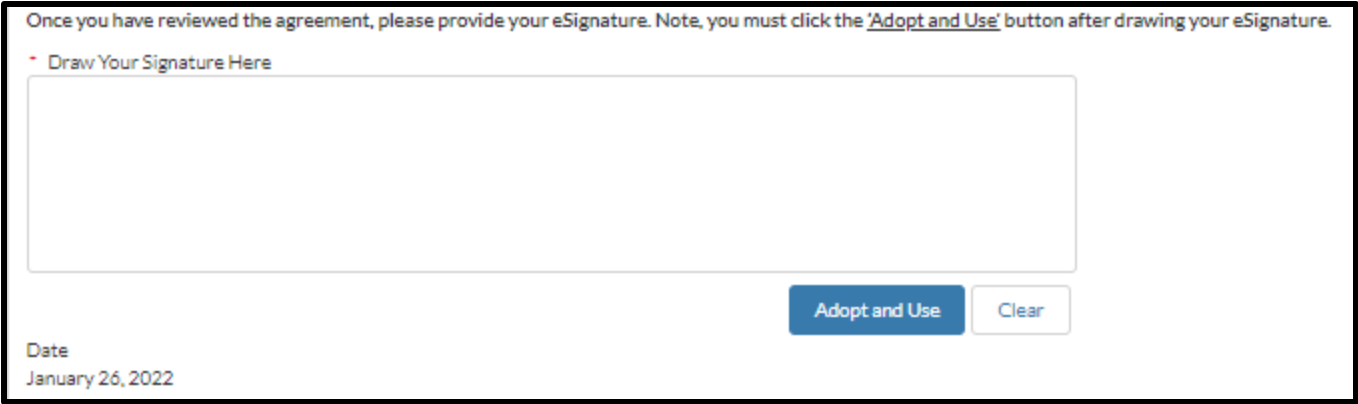 Once you have reviewed the agreement, please provide your eSignature. Note, you must click the 'Adopt and Use' button after drawing your eSignature.
* Draw Your Signature Here
Adopt and Use Clear
Date
January 26, 2022